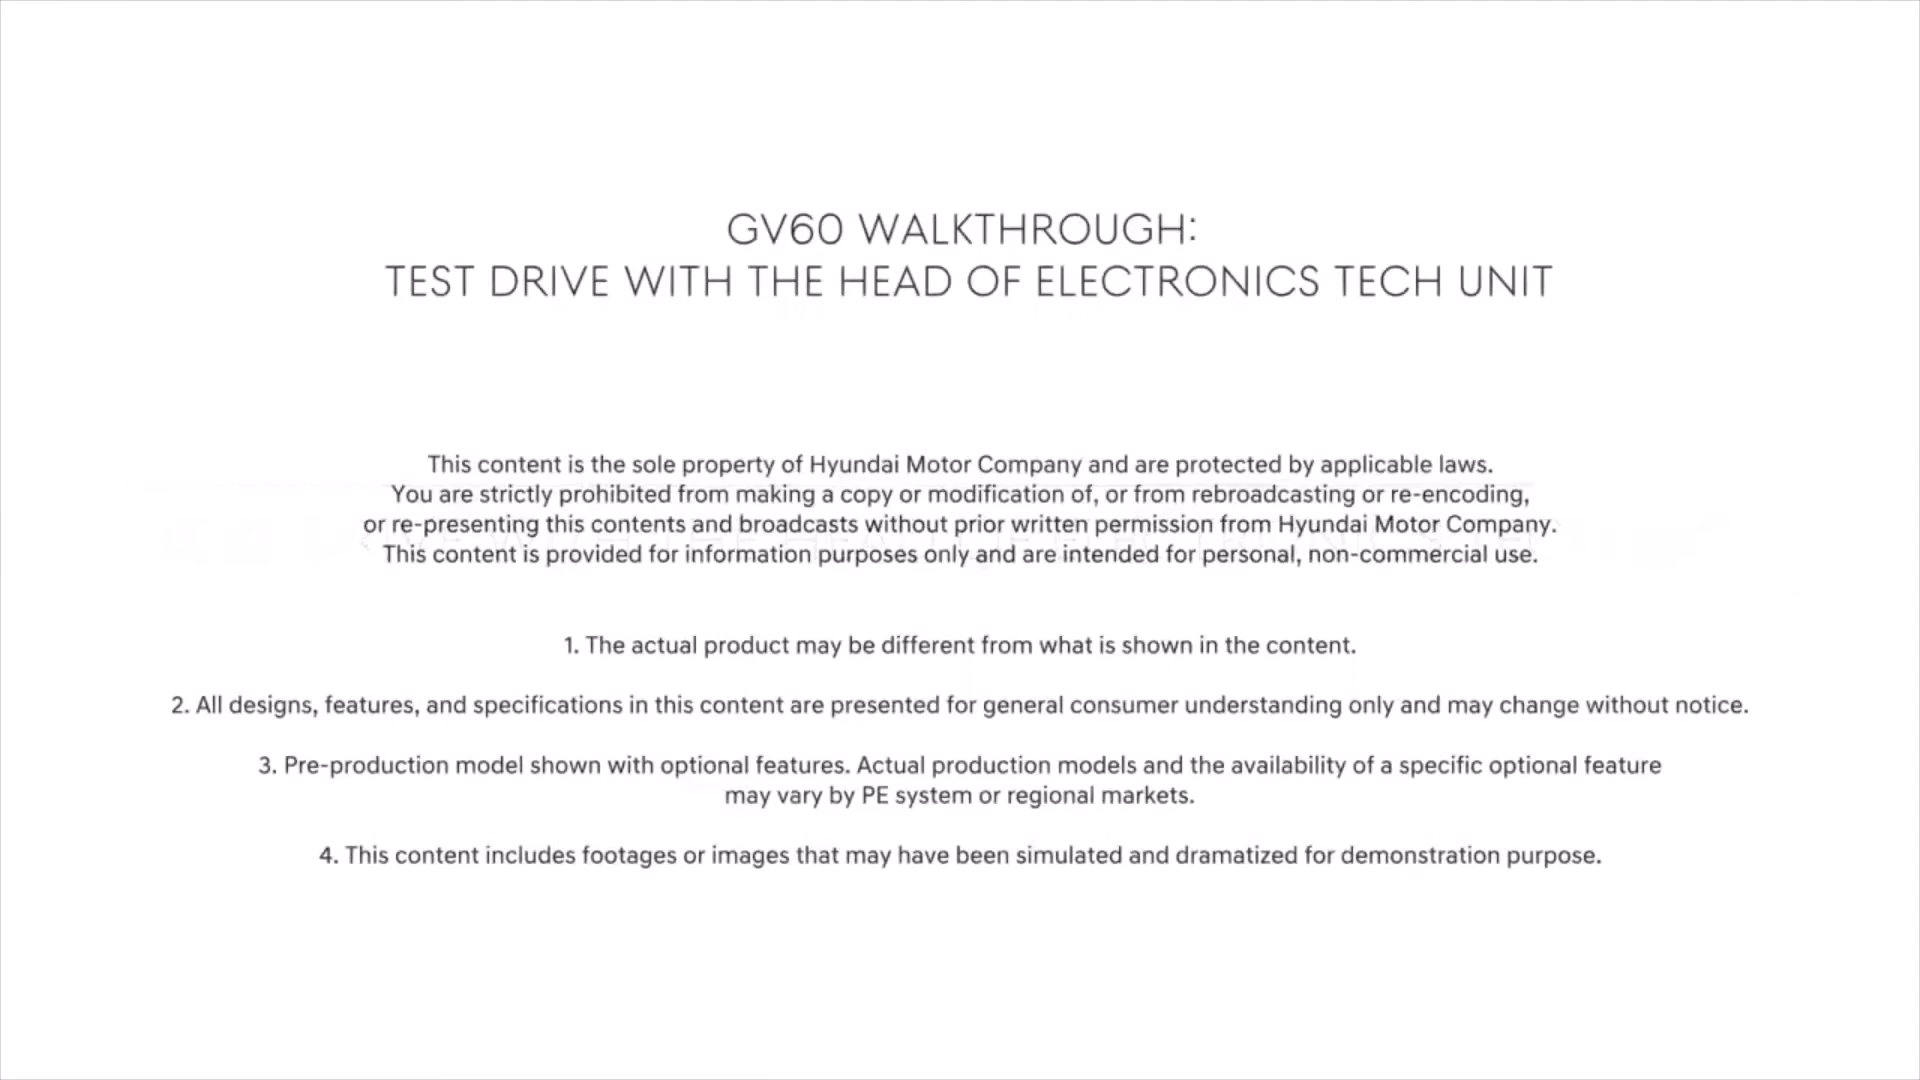 GV60 WALKTHROUGH:
TEST DRIVE WITH THE HEAD OF ELECTRONICS TECH UNIT
This content is the sole property of Hyundai Motor Company and are protected by applicable laws.
You are strictly prohibited from making a copy or modification of, or from rebroadcasting or re-encoding,
or re-presenting this contents and broadcasts without prior written permission from Hyundai Motor Company.
This content is provided for information purposes only and are intended for personal, non-commercial use.
1. The actual product may be different from what is shown in the content.
2. All designs, features, and specifications in this content are presented for general consumer understanding only and may change without notice.
3. Pre-production model shown with optional features. Actual production models and the availability of a specific optional feature
may vary by PE system or regional markets.
4. This content includes footages or images that may have been simulated and dramatized for demonstration purpose.